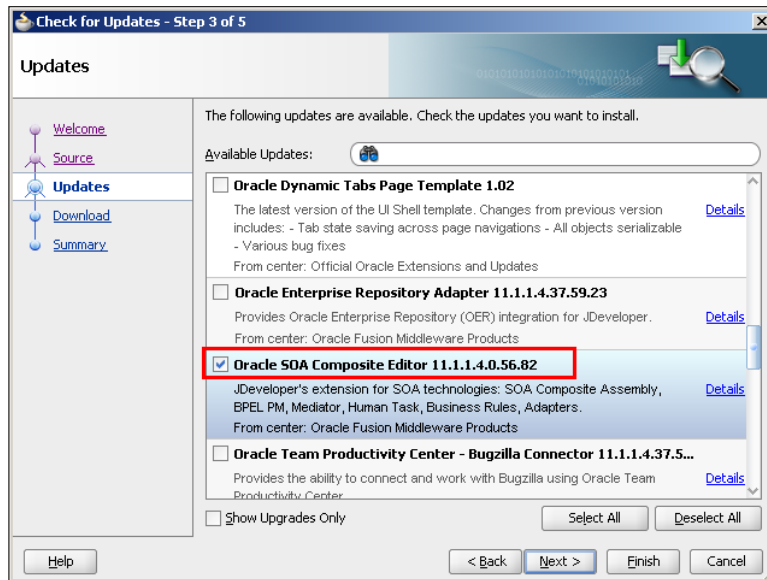 Check for Updates - Step 3 of 5
Updates
Welcome
Source
Updates
Download
Summary
The following updates are available. Check the updates you want to install.
Available Updates:
Oracle Dynamic Tabs Page Template 1.02
The latest version of the UI Shell template. Changes from previous version
includes: - Tab state saving across page navigations - All objects serializable
- Various bug fixes
Details
From center: Official Oracle Extensions and Updates
Oracle Enterprise Repository Adapter 11.1.1.4.37.59.23
Provides Oracle Enterprise Repository (OER) integration for JDeveloper.
Details
From center: Oracle Fusion Middleware Products
Oracle SOA Composite Editor 11.1.1.4.0.56.82
JDeveloper's extension for SOA technologies: SOA Composite Assembly,
BPEL PM, Mediator, Human Task, Business Rules, Adapters.
Details
From center: Oracle Fusion Middleware Products
Oracle Team Productivity Center - Bugzilla Connector 11.1.1.4.37.5...
Provides the ability to connect and work with Bugzilla using Oracle Team
Productivity Center
Details
Show Upgrades Only
Select All
Deselect All
Help
< Back
Next >
Finish
Cancel